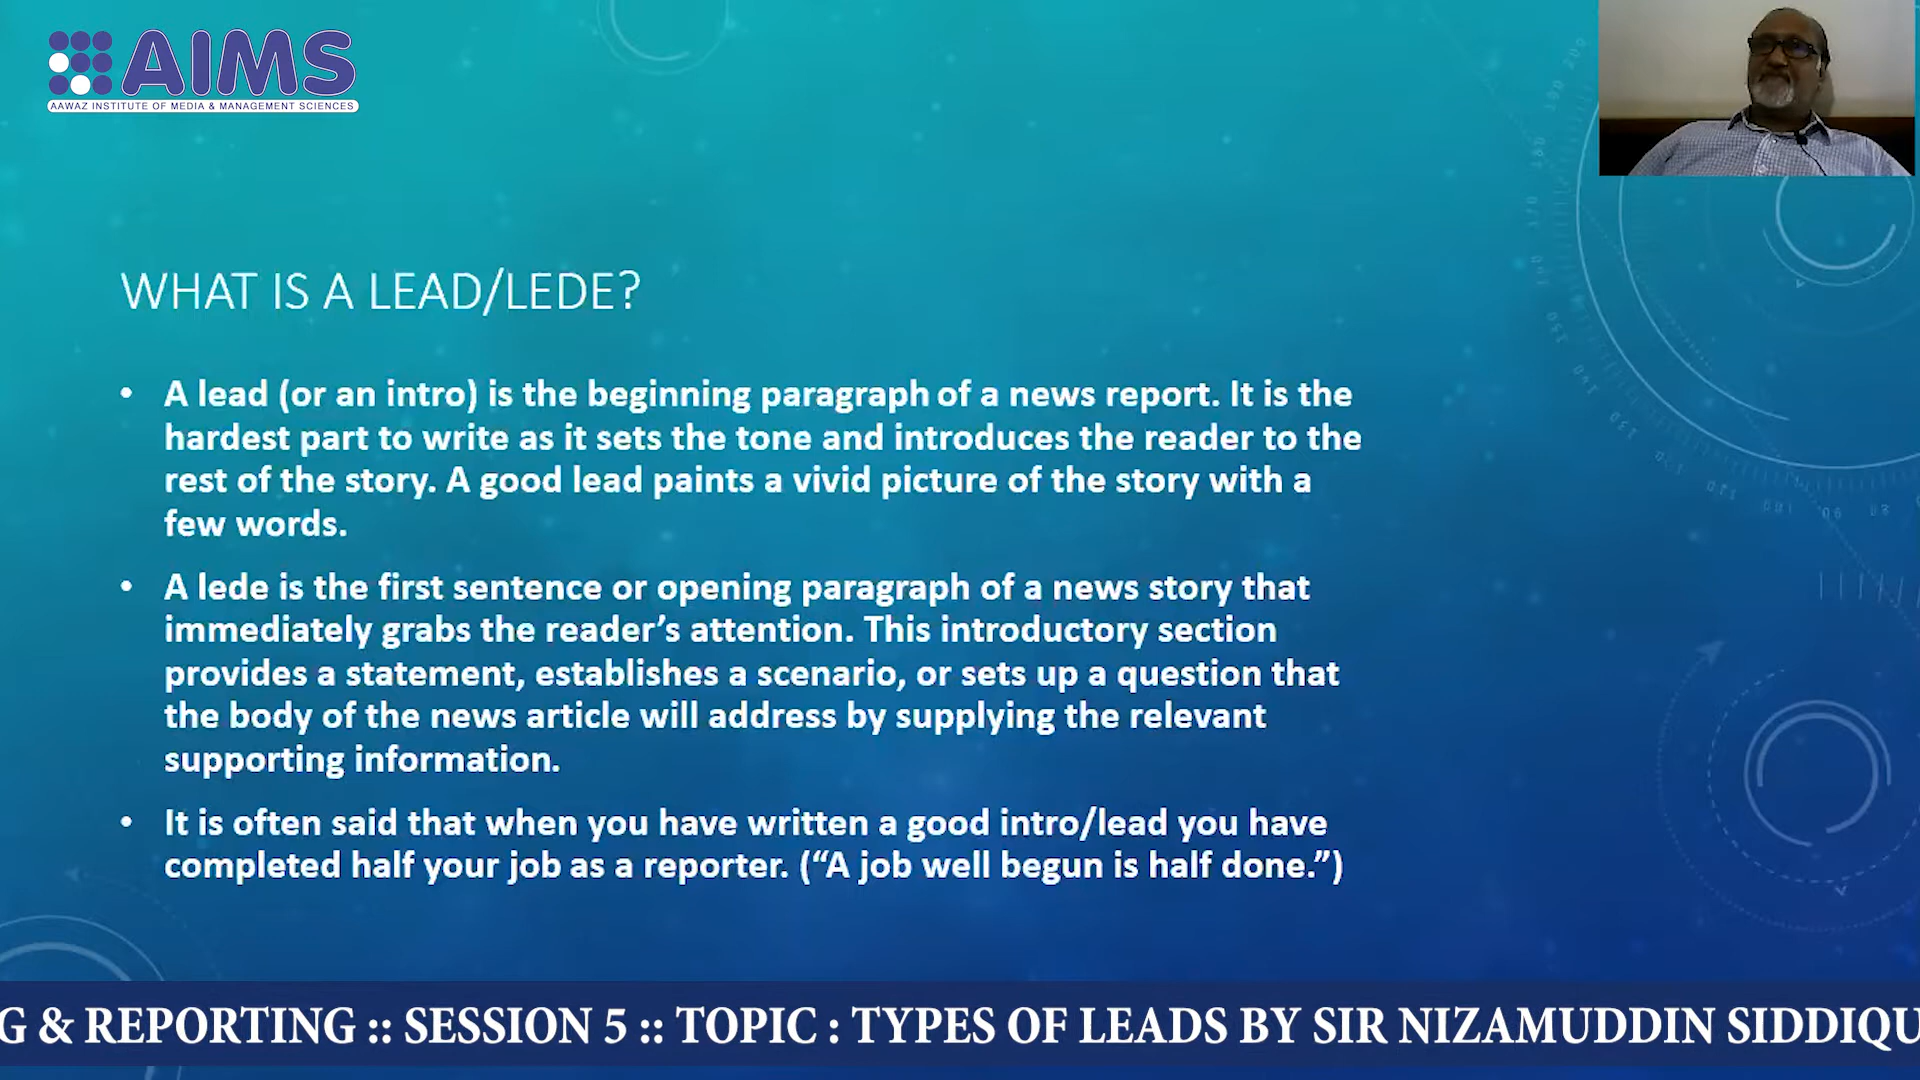 AIMS
AAWAZ INSTITUTE OF MEDIA & MANAGEMENT SCIENCES
WHAT IS A LEAD/LEDE?
• A lead (or an intro) is the beginning paragraph of a news report. It is the
hardest part to write as it sets the tone and introduces the reader to the
rest of the story. A good lead paints a vivid picture of the story with a
few words.
• A lede is the first sentence or opening paragraph of a news story that
immediately grabs the reader’s attention. This introductory section
provides a statement, establishes a scenario, or sets up a question that
the body of the news article will address by supplying the relevant
supporting information.
• It is often said that when you have written a good intro/lead you have
completed half your job as a reporter. (“A job well begun is half done.”)
G & REPORTING :: SESSION 5 :: TOPIC : TYPES OF LEADS BY SIR NIZAMUDDIN SIDDIQU